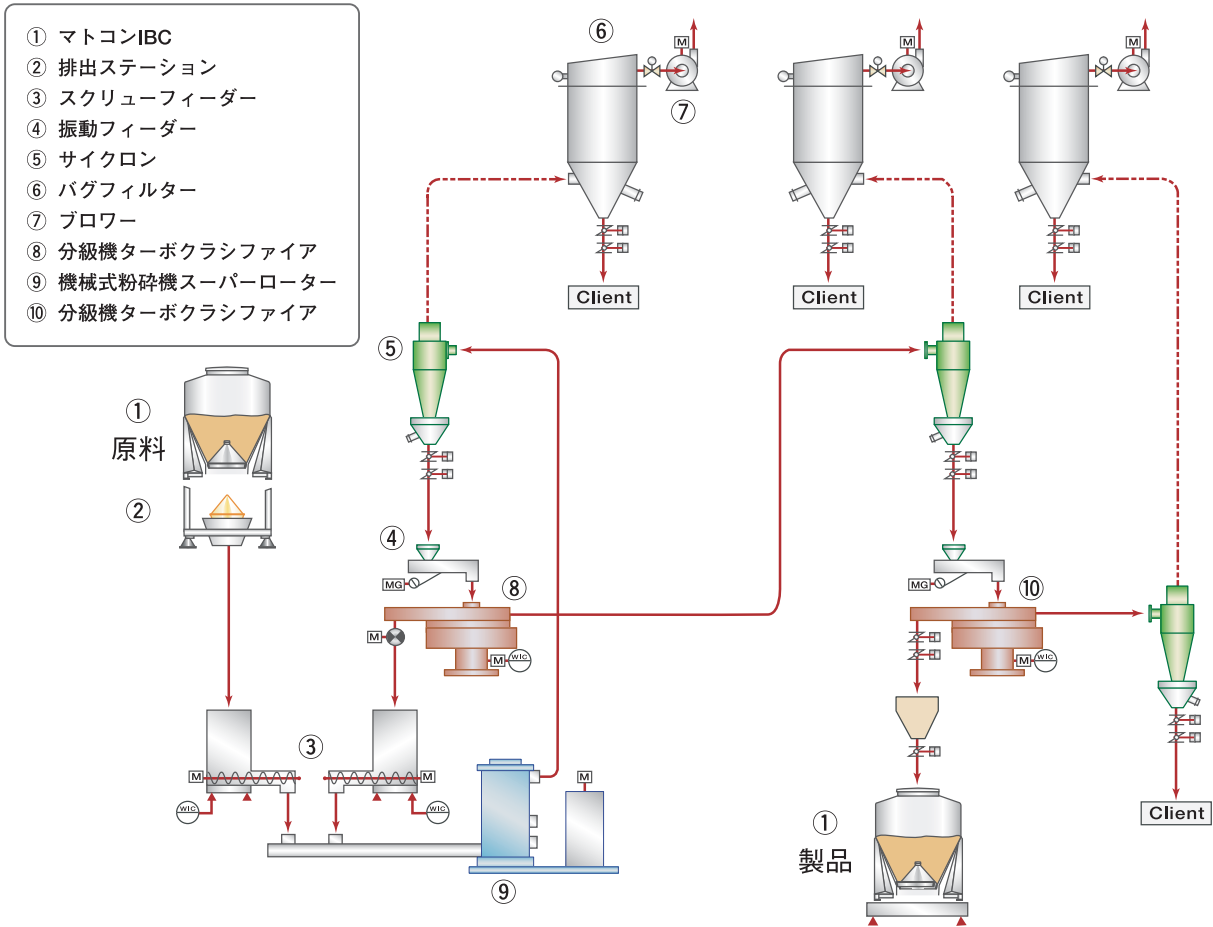 ① マトコンIBC
② 排出ステーション
③ スクリューフィーダー
④ 振動フィーダー
⑤ サイクロン
⑥ バグフィルター
⑦ ブロワー
⑧ 分級機ターボクラシファイア
⑨ 機械式粉砕機スーパーローター
⑩ 分級機ターボクラシファイア
⑥
M
M
M
⑦
Client
Client
Client
⑤
①
原料
②
④
MG
⑧
M
M
WIC
MG
⑩
M
WIC
③
M
M
WIC
WIC
M
⑨
Client
①
製品